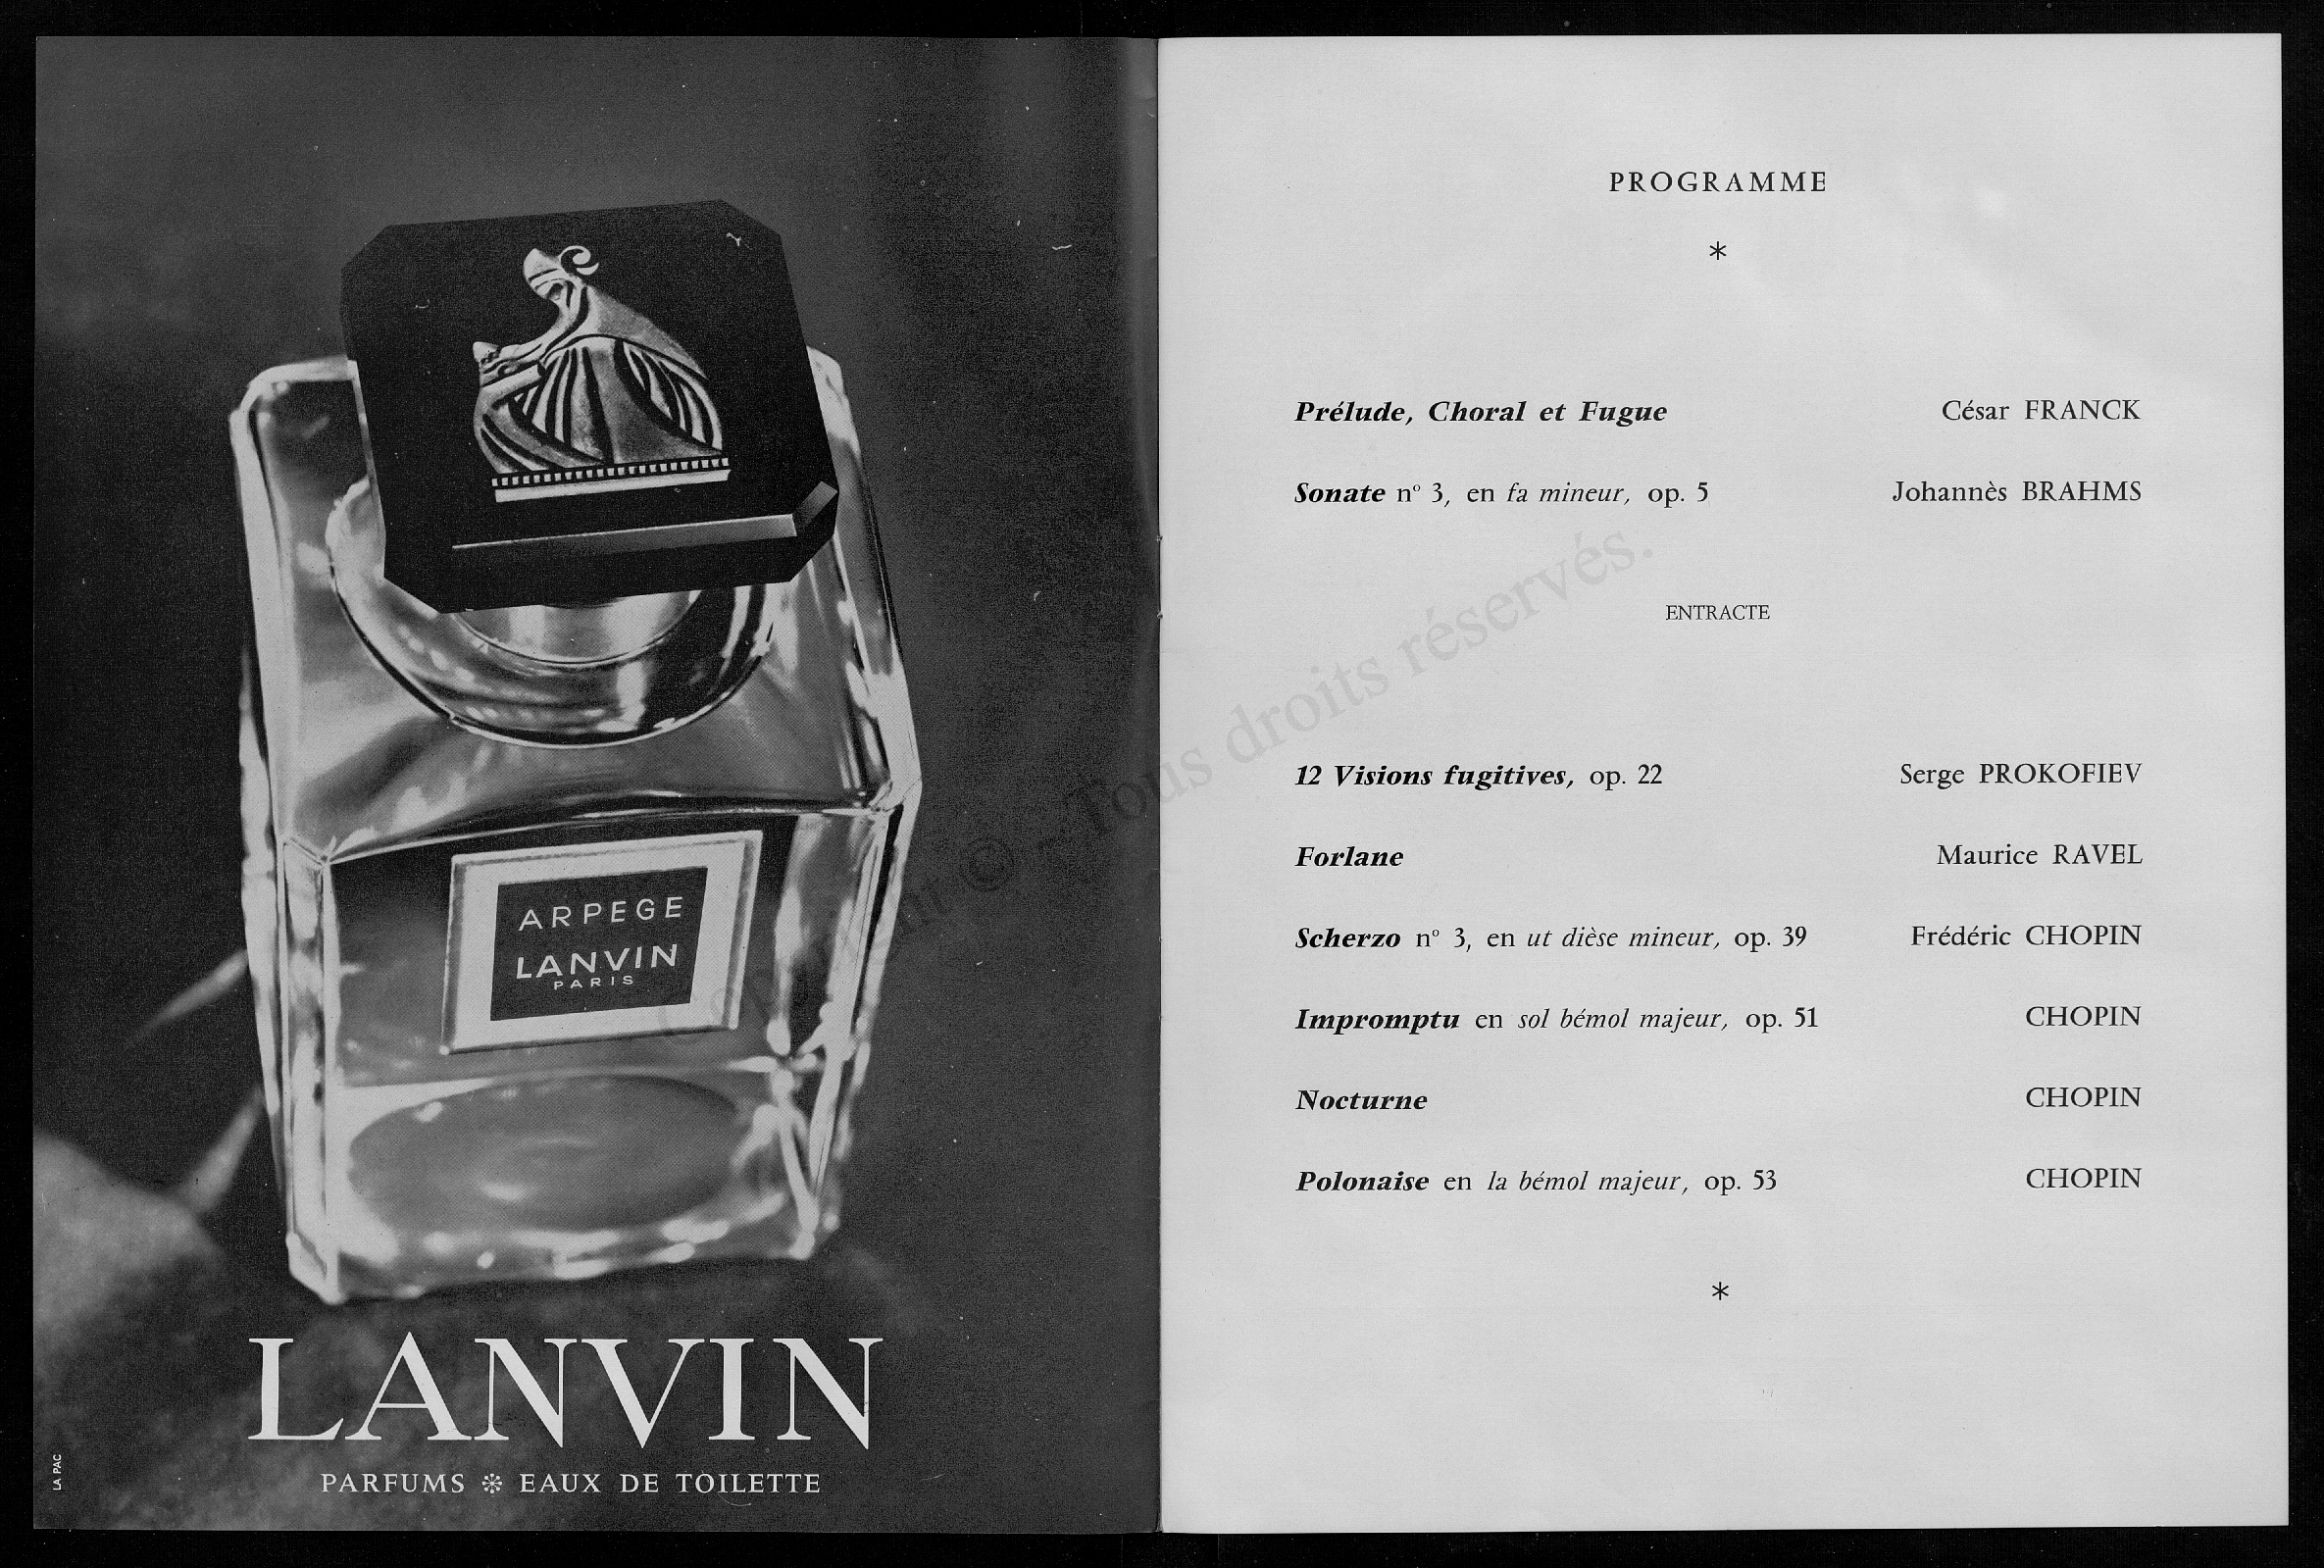 ARPEGE
LANVIN
PARIS
LANVIN
PARFUMS ❊ EAUX DE TOILETTE
LA PAC
PROGRAMME
*
Prélude, Choral et Fugue César FRANCK
Sonate nº 3, en fa mineur, op. 5 Johannès BRAHMS
ENTRACTE
12 Visions fugitives, op. 22 Serge PROKOFIEV
Forlane Maurice RAVEL
Scherzo nº 3, en ut dièse mineur, op. 39 Frédéric CHOPIN
Impromptu en sol bémol majeur, op. 51 CHOPIN
Nocturne CHOPIN
Polonaise en la bémol majeur, op. 53 CHOPIN
*
© Tous droits réservés.